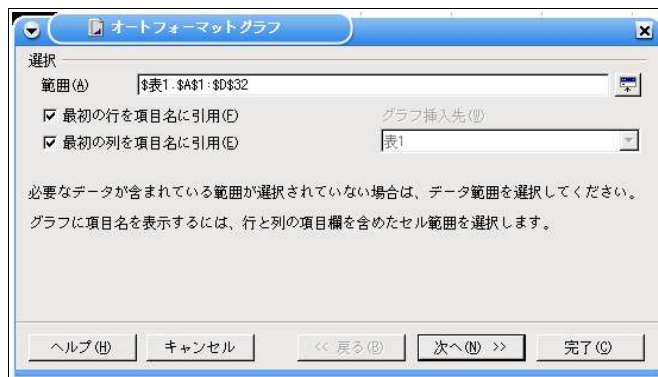 オートフォーマットグラフ
選択
範囲(A) $表1.$A$1:$D$32
最初の行を項目名に引用(F) グラフ挿入先(W)
最初の列を項目名に引用(E) 表1
必要なデータが含まれている範囲が選択されていない場合は、データ範囲を選択してください。
グラフに項目名を表示するには、行と列の項目欄を含めたセル範囲を選択します。
ヘルプ(H) キャンセル << 戻る(B) 次へ(N) >> 完了(C)